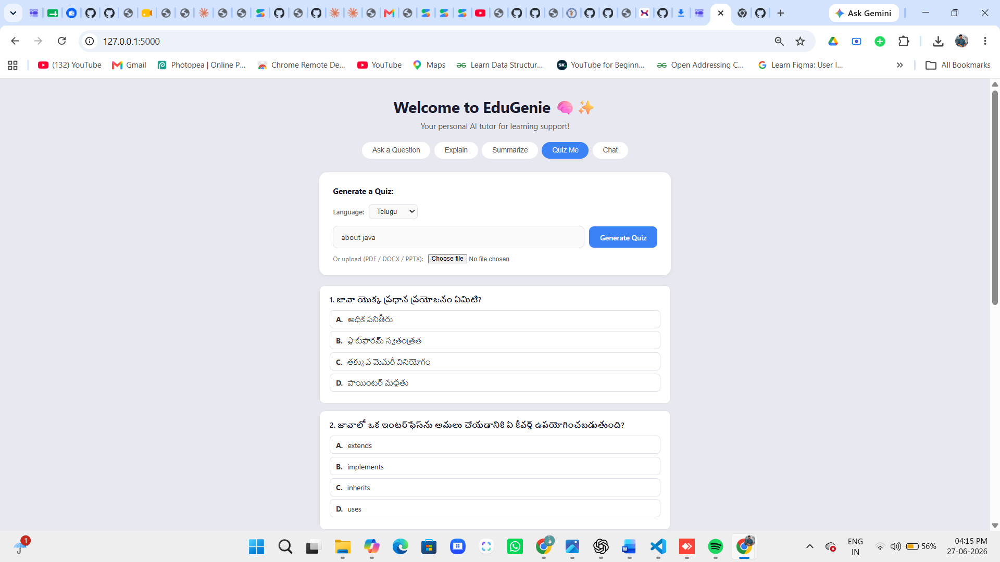 Ask Gemini
127.0.0.1:5000
(132) YouTube
Gmail
Photopea | Online P...
Chrome Remote De...
YouTube
Maps
Learn Data Structur...
SK.
YouTube for Beginn...
Open Addressing C...
Learn Figma: User I...
All Bookmarks
Welcome to EduGenie
Your personal AI tutor for learning support!
Ask a Question
Explain
Summarize
Quiz Me
Chat
Generate a Quiz:
Language: Telugu
about java
Generate Quiz
Or upload (PDF / DOCX / PPTX): Choose file No file chosen
1. జావా యొక్క ప్రధాన ప్రయోజనం ఏమిటి?
A. అధిక పనితీరు
B. ప్లాట్‌ఫారమ్ స్వతంత్రత
C. తక్కువ మెమరీ వినియోగం
D. పాయింటర్ మద్దతు
2. జావాలో ఒక ఇంటర్‌ఫేస్‌ను అమలు చేయడానికి ఏ కీవర్డ్ ఉపయోగించబడుతుంది?
A. extends
B. implements
C. inherits
D. uses
1
ENG
IN
56%
04:15 PM
27-06-2026